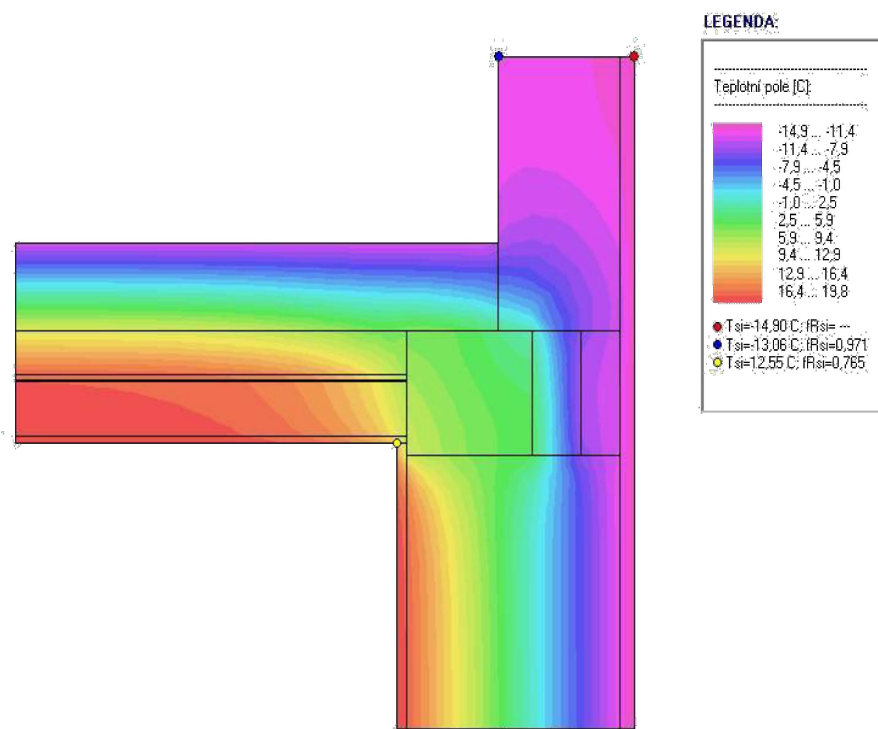 LEGENDA:
Teplotní pole [C]:
-14,9 ... -11,4
-11,4 ... -7,9
-7,9 ... -4,5
-4,5 ... -1,0
-1,0 ... 2,5
2,5 ... 5,9
5,9 ... 9,4
9,4 ... 12,9
12,9 ... 16,4
16,4 ... 19,8
Tsi=-14,90 C; fRsi= ---
Tsi=-13,06 C; fRsi=0,971
Tsi=12,55 C; fRsi=0,765